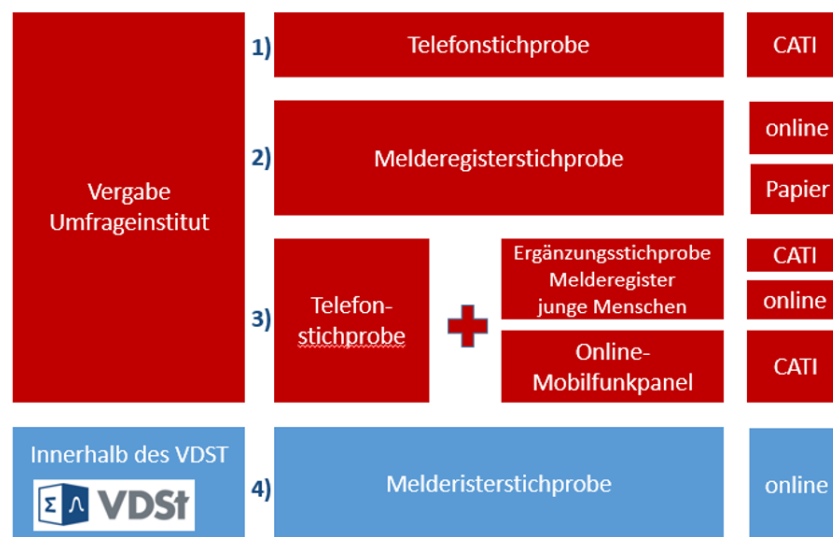 Vergabe
Umfrageinstitut
1)
Telefonstichprobe
CATI
2)
Melderegisterstichprobe
online
Papier
3)
Telefon-
stichprobe
Ergänzungsstichprobe
Melderegister
junge Menschen
CATI
online
Online-
Mobilfunkpanel
CATI
Innerhalb des VDST
Σ VDSt
4)
Melderisterstichprobe
online